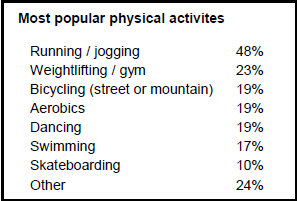 Most popular physical activites
Running / jogging 48%
Weightlifting / gym 23%
Bicycling (street or mountain) 19%
Aerobics 19%
Dancing 19%
Swimming 17%
Skateboarding 10%
Other 24%